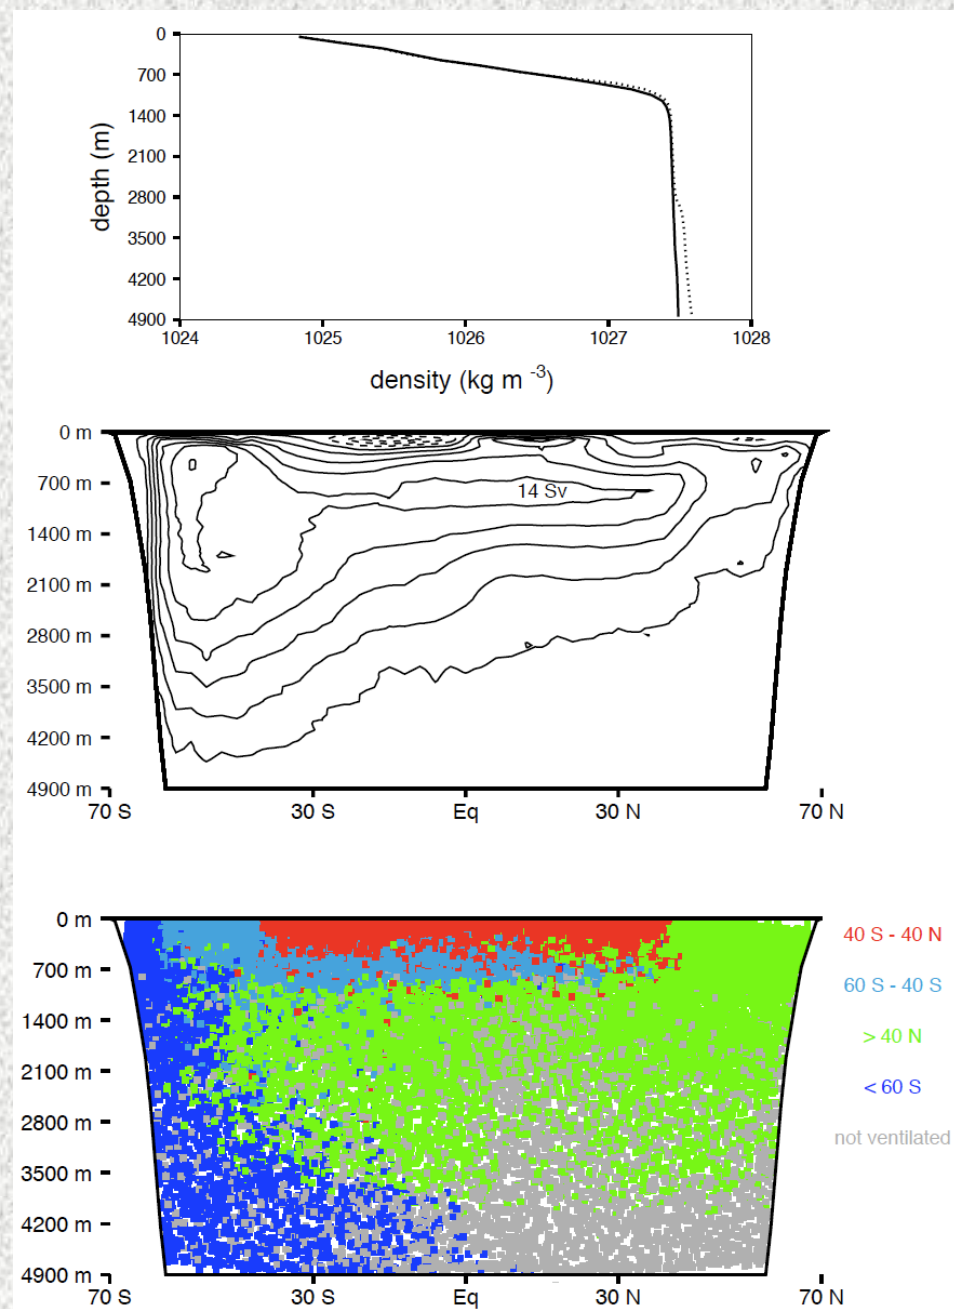 0
700
1400
2100
2800
3500
4200
4900
depth (m)
1024 1025 1026 1027 1028
density (kg m -3)
0 m
700 m
1400 m
2100 m
2800 m
3500 m
4200 m
4900 m
14 Sv
70 S 30 S Eq 30 N 70 N
0 m
700 m
1400 m
2100 m
2800 m
3500 m
4200 m
4900 m
40 S - 40 N
60 S - 40 S
> 40 N
< 60 S
not ventilated
70 S 30 S Eq 30 N 70 N